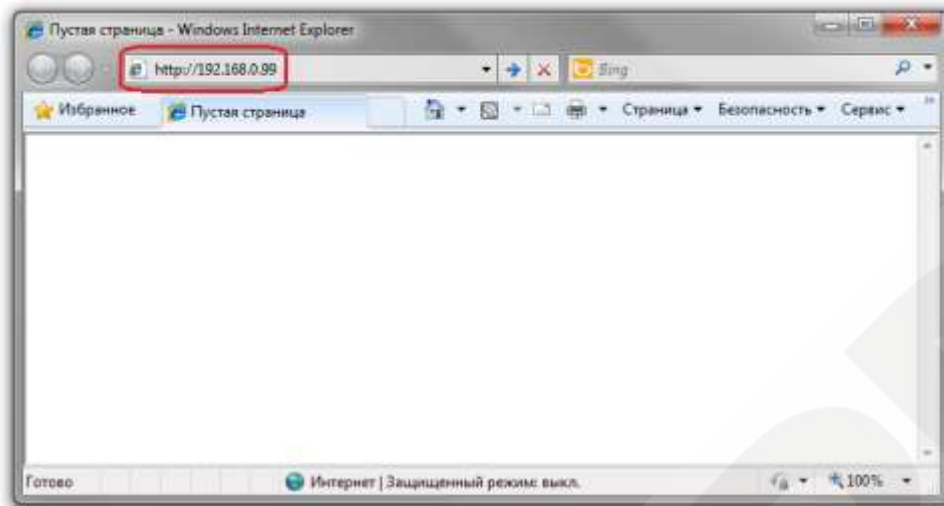 Пустая страница - Windows Internet Explorer
http://192.168.0.99
Bing
Избранное
Пустая страница
Страница
Безопасность
Сервис
Готово
Интернет | Защищенный режим: выкл.
100%